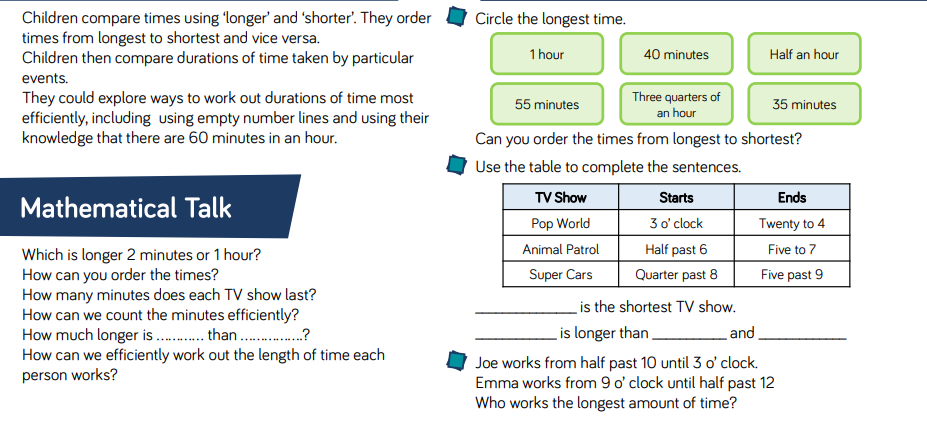 Children compare times using ‘longer’ and ‘shorter’. They order
times from longest to shortest and vice versa.
Children then compare durations of time taken by particular
events.
They could explore ways to work out durations of time most
efficiently, including  using empty number lines and using their
knowledge that there are 60 minutes in an hour.
Mathematical Talk
Which is longer 2 minutes or 1 hour?
How can you order the times?
How many minutes does each TV show last?
How can we count the minutes efficiently?
How much longer is ………… than ……………?
How can we efficiently work out the length of time each
person works?
Circle the longest time.
1 hour 40 minutes Half an hour
55 minutes Three quarters of an hour 35 minutes
Can you order the times from longest to shortest?
Use the table to complete the sentences.
TV Show Starts Ends
Pop World 3 o’ clock Twenty to 4
Animal Patrol Half past 6 Five to 7
Super Cars Quarter past 8 Five past 9
____________ is the shortest TV show.
__________ is longer than _________ and ___________
Joe works from half past 10 until 3 o’ clock.
Emma works from 9 o’ clock until half past 12
Who works the longest amount of time?